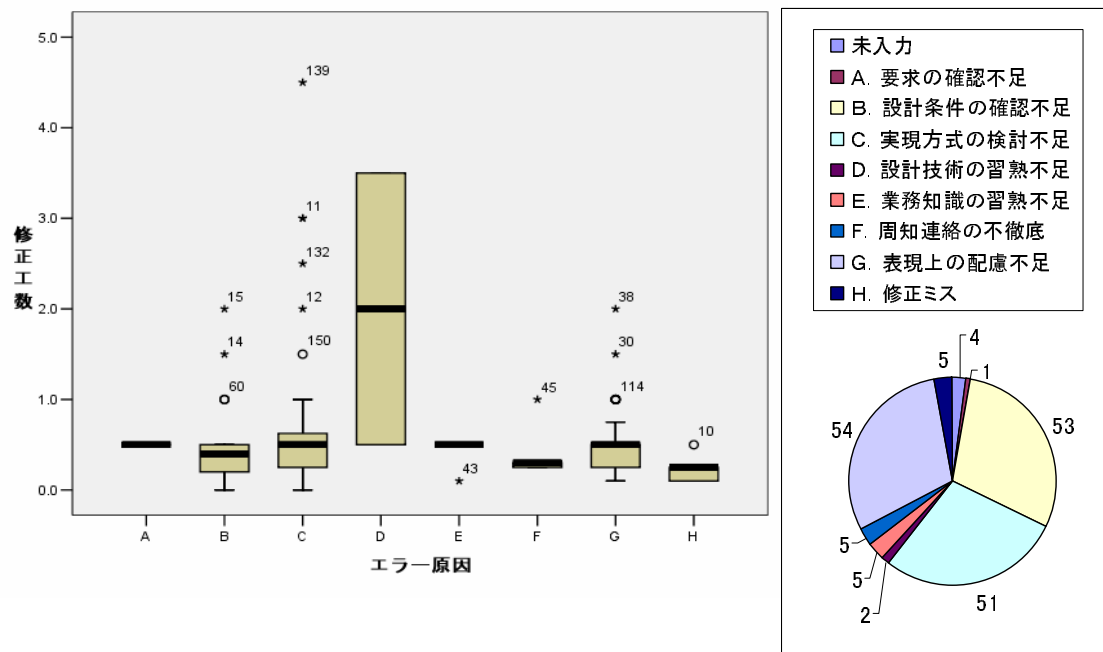 5.0
4.0
3.0
2.0
1.0
0.0
修正工数
139
11
132
12
150
15
14
60
43
45
38
30
114
10
A B C D E F G H
エラー原因
未入力
A. 要求の確認不足
B. 設計条件の確認不足
C. 実現方式の検討不足
D. 設計技術の習熟不足
E. 業務知識の習熟不足
F. 周知連絡の不徹底
G. 表現上の配慮不足
H. 修正ミス
5
4
1
53
54
5
5
2
51